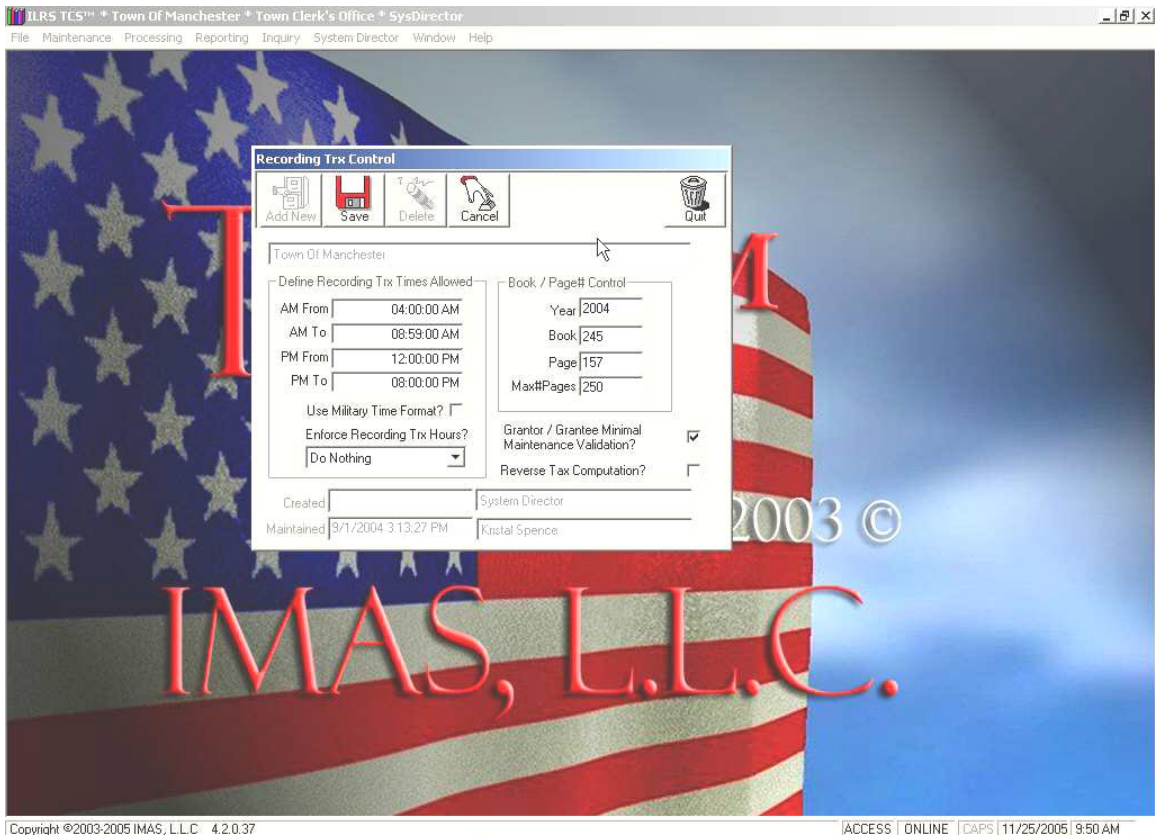 ILRS TCS™ * Town Of Manchester * Town Clerk's Office * SysDirector
File Maintenance Processing Reporting Inquiry System Director Window Help
Recording Trx Control
Add New Save Delete Cancel Quit
Town Of Manchester
Define Recording Trx Times Allowed
AM From 04:00:00 AM
AM To 08:59:00 AM
PM From 12:00:00 PM
PM To 08:00:00 PM
Use Military Time Format?
Enforce Recording Trx Hours?
Do Nothing
Book / Page# Control
Year 2004
Book 245
Page 157
Max#Pages 250
Grantor / Grantee Minimal
Maintenance Validation?
Reverse Tax Computation?
Created System Director
Maintained 9/1/2004 3:13:27 PM Kristal Spence
T M
2003 ©
IMAS, L.L.C.
Copyright ©2003-2005 IMAS, L.L.C 4.2.0.37 ACCESS ONLINE CAPS 11/25/2005 9:50 AM